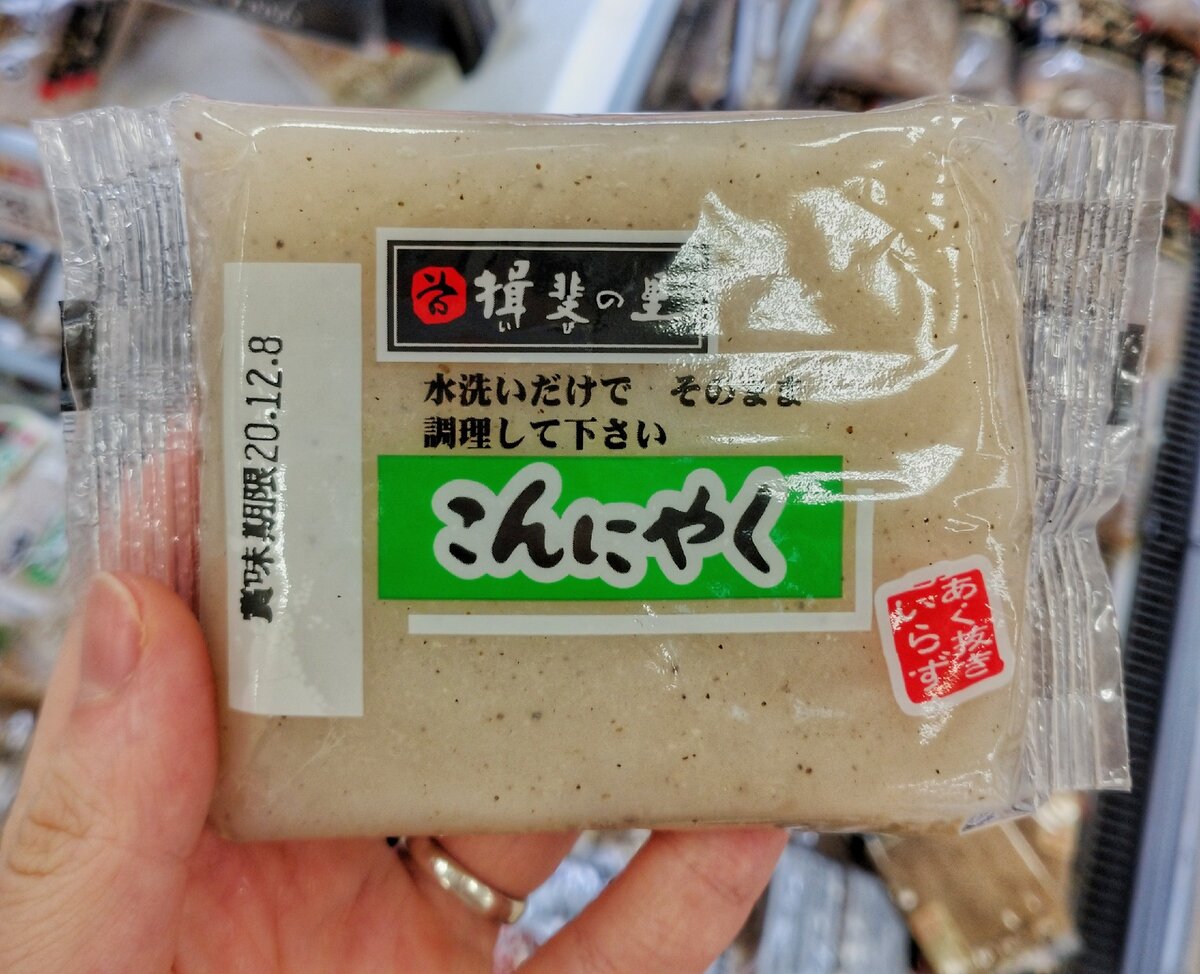 賞味期限20.12.8
揖斐の里
いび
水洗いだけで そのまま
調理して下さい
こんにゃく
あく抜き
いらず